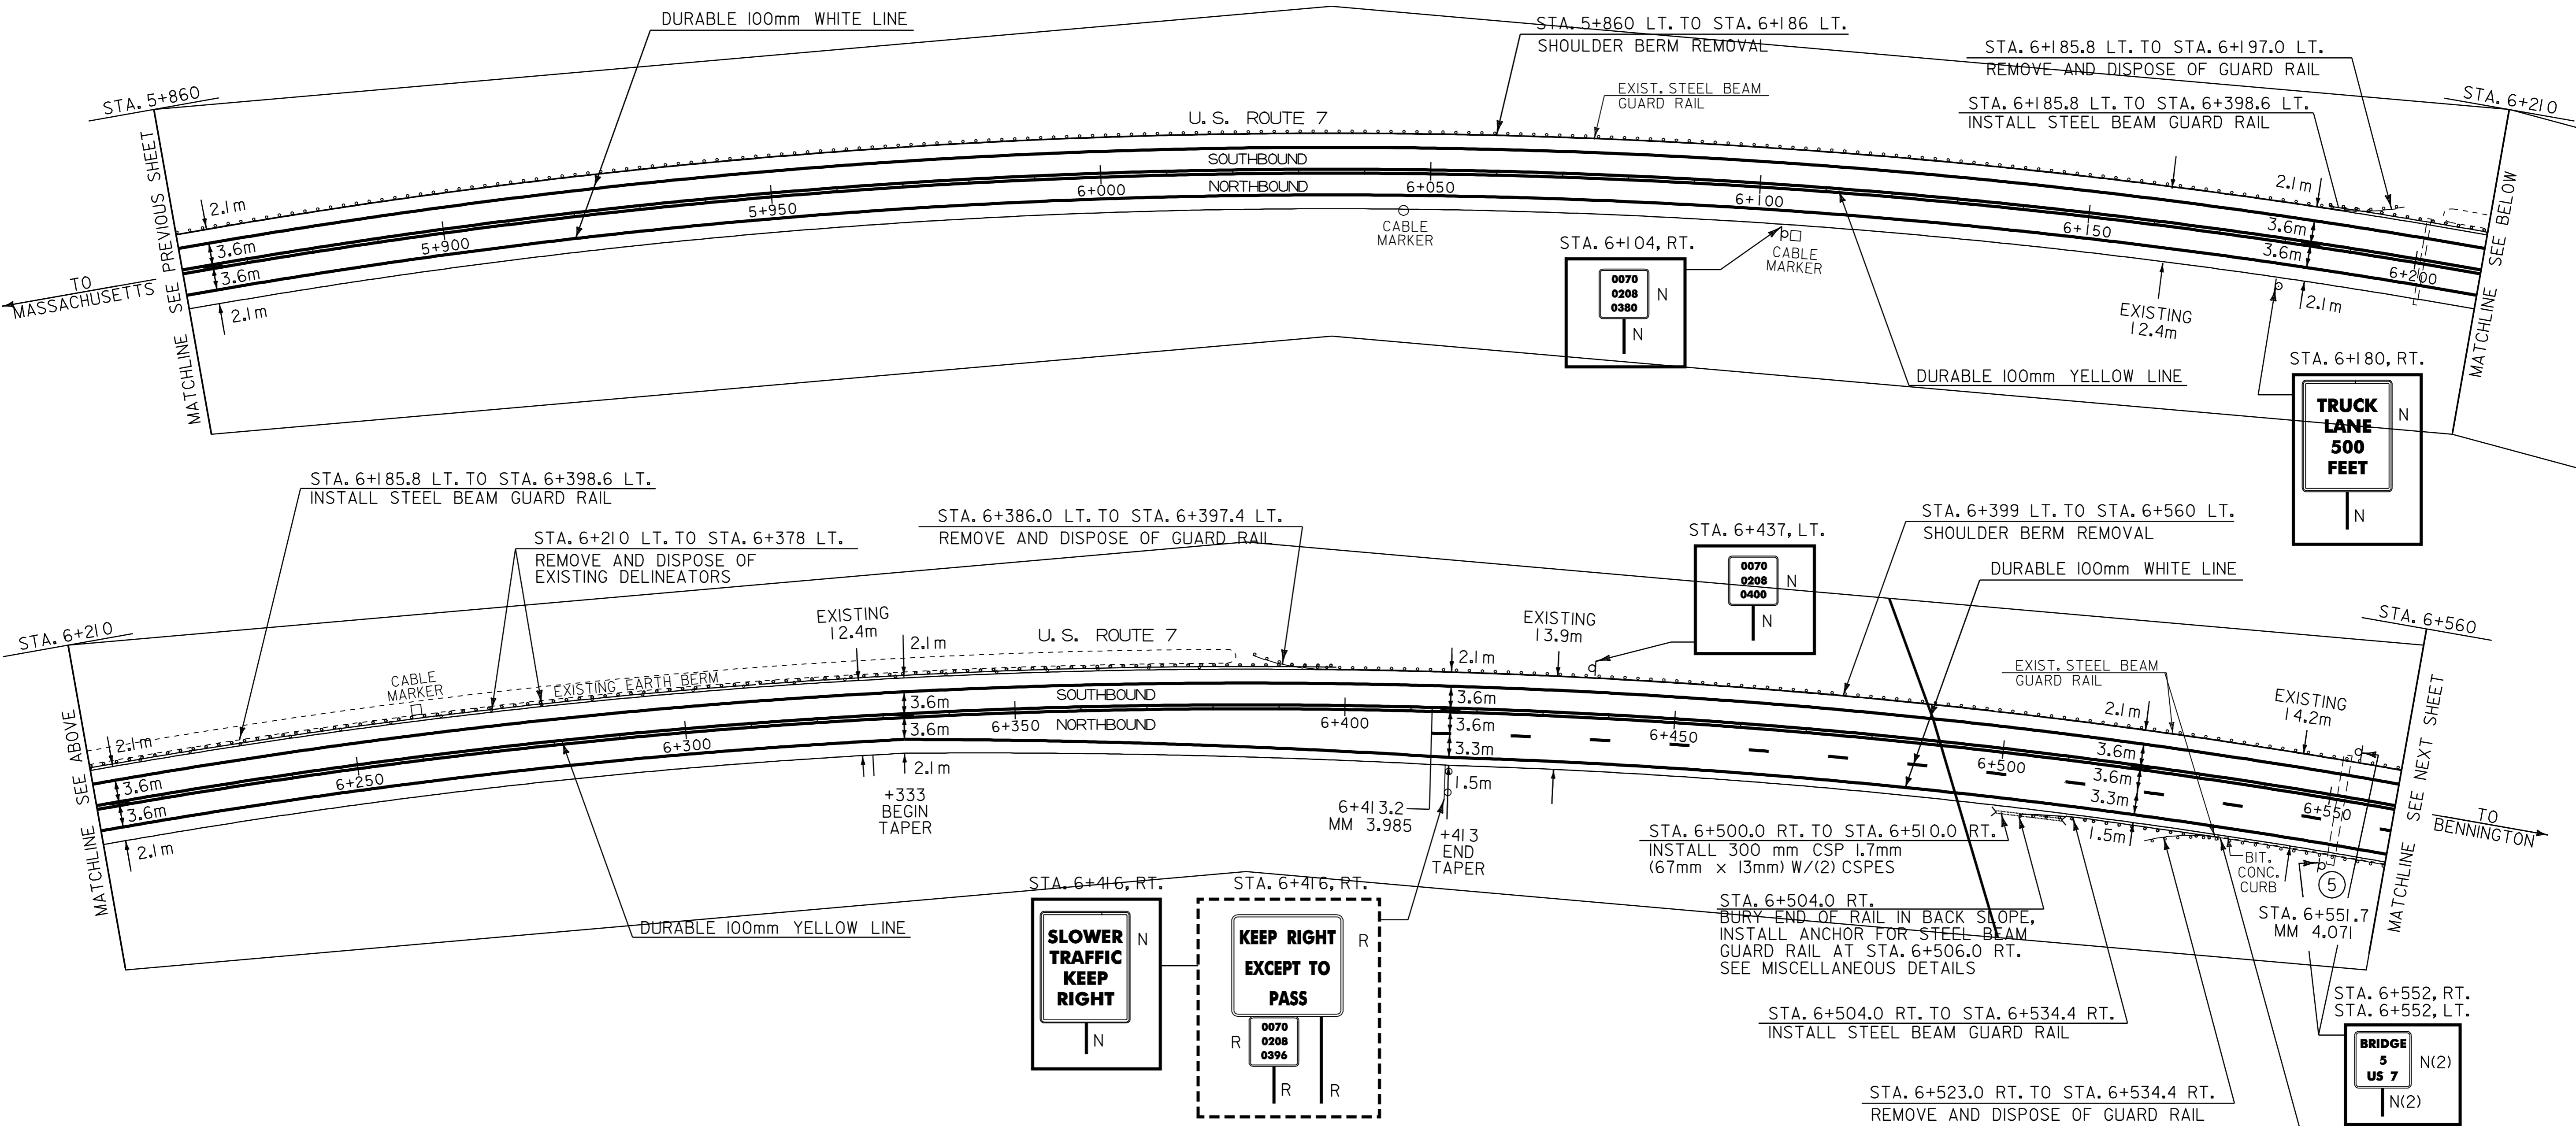 DURABLE 100mm WHITE LINE
STA. 5+860 LT. TO STA. 6+186 LT.
SHOULDER BERM REMOVAL
STA. 6+185.8 LT. TO STA. 6+197.0 LT.
REMOVE AND DISPOSE OF GUARD RAIL
STA. 5+860
EXIST. STEEL BEAM
GUARD RAIL
STA. 6+185.8 LT. TO STA. 6+398.6 LT.
INSTALL STEEL BEAM GUARD RAIL
STA. 6+210
U. S. ROUTE 7
SOUTHBOUND
NORTHBOUND
MATCHLINE SEE PREVIOUS SHEET
TO
MASSACHUSETTS
2.1m
3.6m
3.6m
2.1m
5+900
5+950
6+000
6+050
6+100
6+150
6+200
CABLE
MARKER
CABLE
MARKER
2.1m
3.6m
3.6m
2.1m
EXISTING
12.4m
MATCHLINE SEE BELOW
STA. 6+104, RT.
0070
0208
0380
N
N
DURABLE 100mm YELLOW LINE
STA. 6+180, RT.
TRUCK
LANE
500
FEET
N
N
STA. 6+185.8 LT. TO STA. 6+398.6 LT.
INSTALL STEEL BEAM GUARD RAIL
STA. 6+210 LT. TO STA. 6+378 LT.
REMOVE AND DISPOSE OF
EXISTING DELINEATORS
STA. 6+386.0 LT. TO STA. 6+397.4 LT.
REMOVE AND DISPOSE OF GUARD RAIL
STA. 6+437, LT.
0070
0208
0400
N
N
STA. 6+399 LT. TO STA. 6+560 LT.
SHOULDER BERM REMOVAL
DURABLE 100mm WHITE LINE
STA. 6+210
STA. 6+560
EXISTING
12.4m
2.1m
U. S. ROUTE 7
2.1m
EXISTING
13.9m
EXIST. STEEL BEAM
GUARD RAIL
EXISTING
14.2m
2.1m
CABLE
MARKER
EXISTING EARTH BERM
SOUTHBOUND
NORTHBOUND
MATCHLINE SEE ABOVE
2.1m
3.6m
3.6m
2.1m
6+250
6+300
6+350
6+400
6+450
6+500
6+550
3.6m
3.6m
2.1m
+333
BEGIN
TAPER
3.6m
3.6m
3.3m
1.5m
6+413.2
MM 3.985
+413
END
TAPER
3.6m
3.6m
3.3m
1.5m
MATCHLINE SEE NEXT SHEET
TO
BENNINGTON
STA. 6+500.0 RT. TO STA. 6+510.0 RT.
INSTALL 300 mm CSP 1.7mm
(67mm x 13mm) W/(2) CSPES
BIT.
CONC.
CURB
5
STA. 6+551.7
MM 4.071
DURABLE 100mm YELLOW LINE
STA. 6+416, RT.
SLOWER
TRAFFIC
KEEP
RIGHT
N
N
STA. 6+416, RT.
KEEP RIGHT
EXCEPT TO
PASS
R
0070
0208
0396
R
R
R
STA. 6+504.0 RT.
BURY END OF RAIL IN BACK SLOPE,
INSTALL ANCHOR FOR STEEL BEAM
GUARD RAIL AT STA. 6+506.0 RT.
SEE MISCELLANEOUS DETAILS
STA. 6+504.0 RT. TO STA. 6+534.4 RT.
INSTALL STEEL BEAM GUARD RAIL
STA. 6+523.0 RT. TO STA. 6+534.4 RT.
REMOVE AND DISPOSE OF GUARD RAIL
STA. 6+552, RT.
STA. 6+552, LT.
BRIDGE
5
US 7
N(2)
N(2)